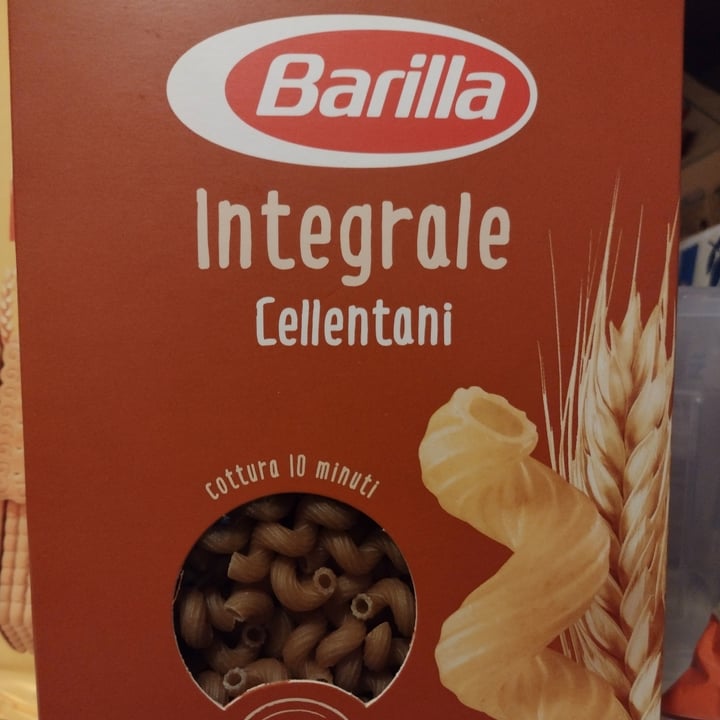 Barilla
Integrale
Cellentani
cottura 10 minuti